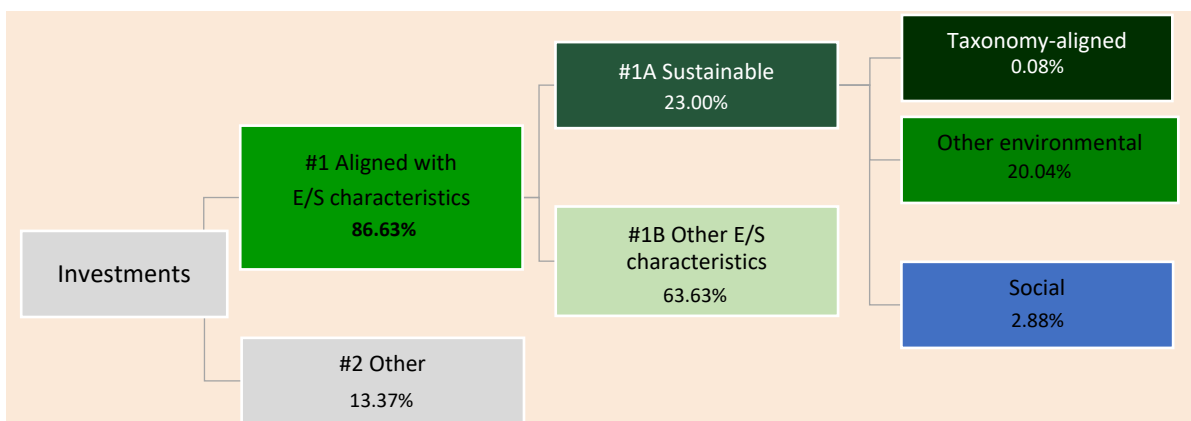 Investments
#1 Aligned with
E/S characteristics
86.63%
#2 Other
13.37%
#1A Sustainable
23.00%
#1B Other E/S
characteristics
63.63%
Taxonomy-aligned
0.08%
Other environmental
20.04%
Social
2.88%